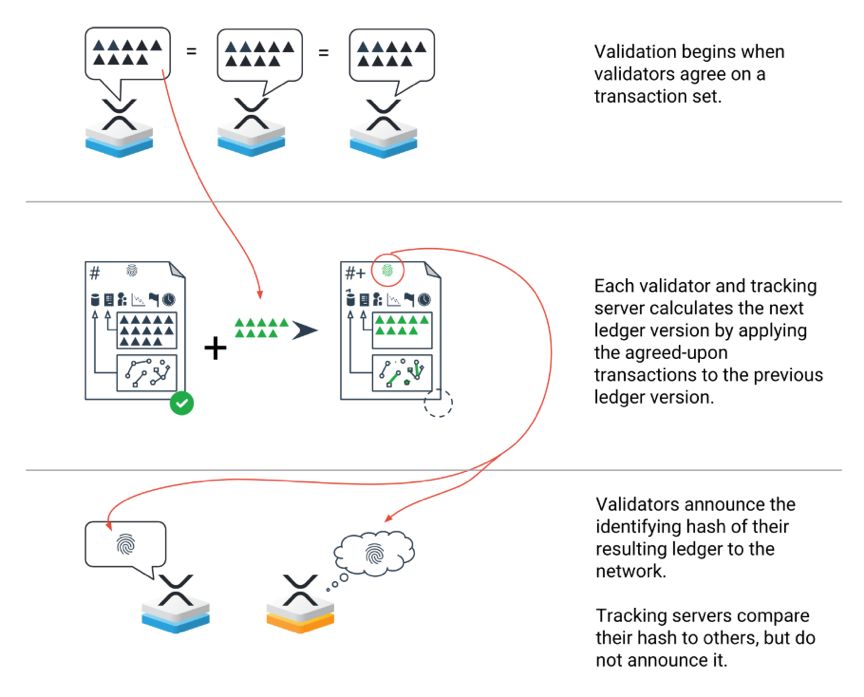 =
=
Validation begins when
validators agree on a
transaction set.
#
#+
+
Each validator and tracking
server calculates the next
ledger version by applying
the agreed-upon
transactions to the previous
ledger version.
Validators announce the
identifying hash of their
resulting ledger to the
network.
Tracking servers compare
their hash to others, but do
not announce it.